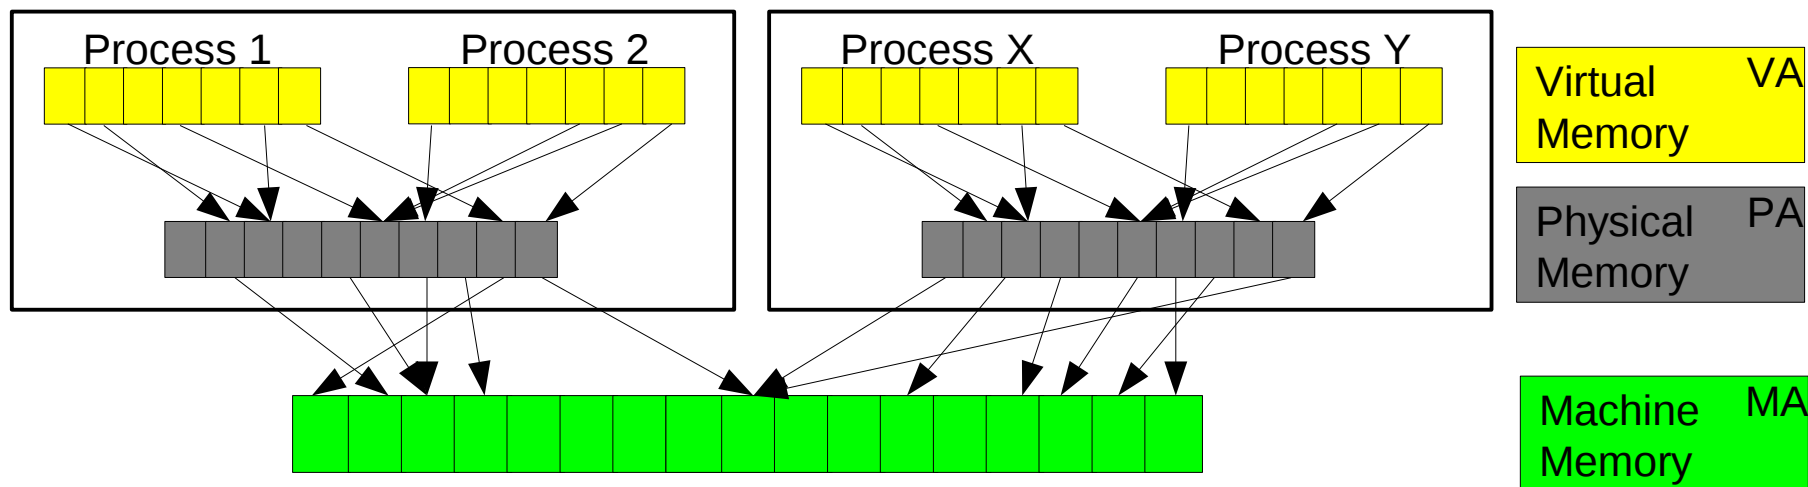 Process 1
Process 2
Process X
Process Y
Virtual VA
Memory
Physical PA
Memory
Machine MA
Memory